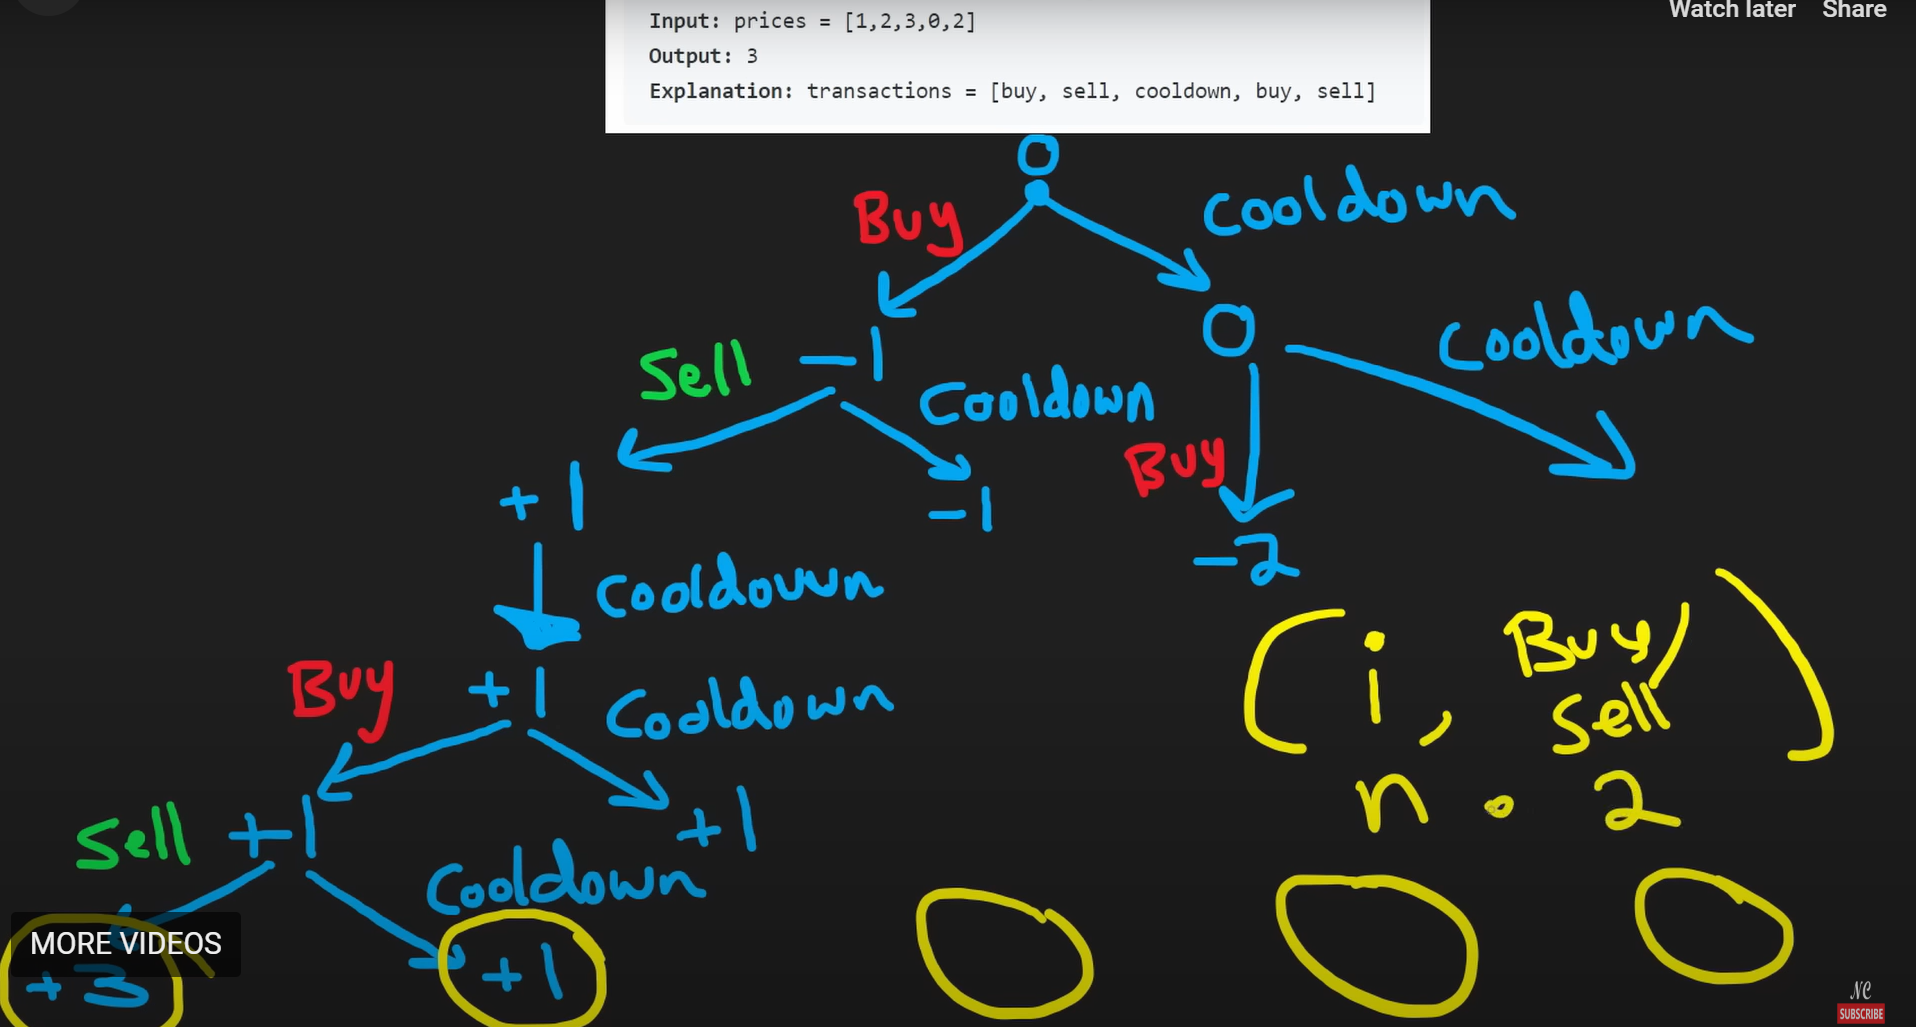 Watch later Share
Input: prices = [1,2,3,0,2]
Output: 3
Explanation: transactions = [buy, sell, cooldown, buy, sell]
0
Buy
Cooldown
0
Sell
-1
Cooldown
Cooldown
Buy
+1
-1
-2
Cooldown
(i, Buy/
Sell)
Buy
+1
Cooldown
n · 2
Sell
+1
+1
Cooldown
MORE VIDEOS
+3
+1
NC
SUBSCRIBE